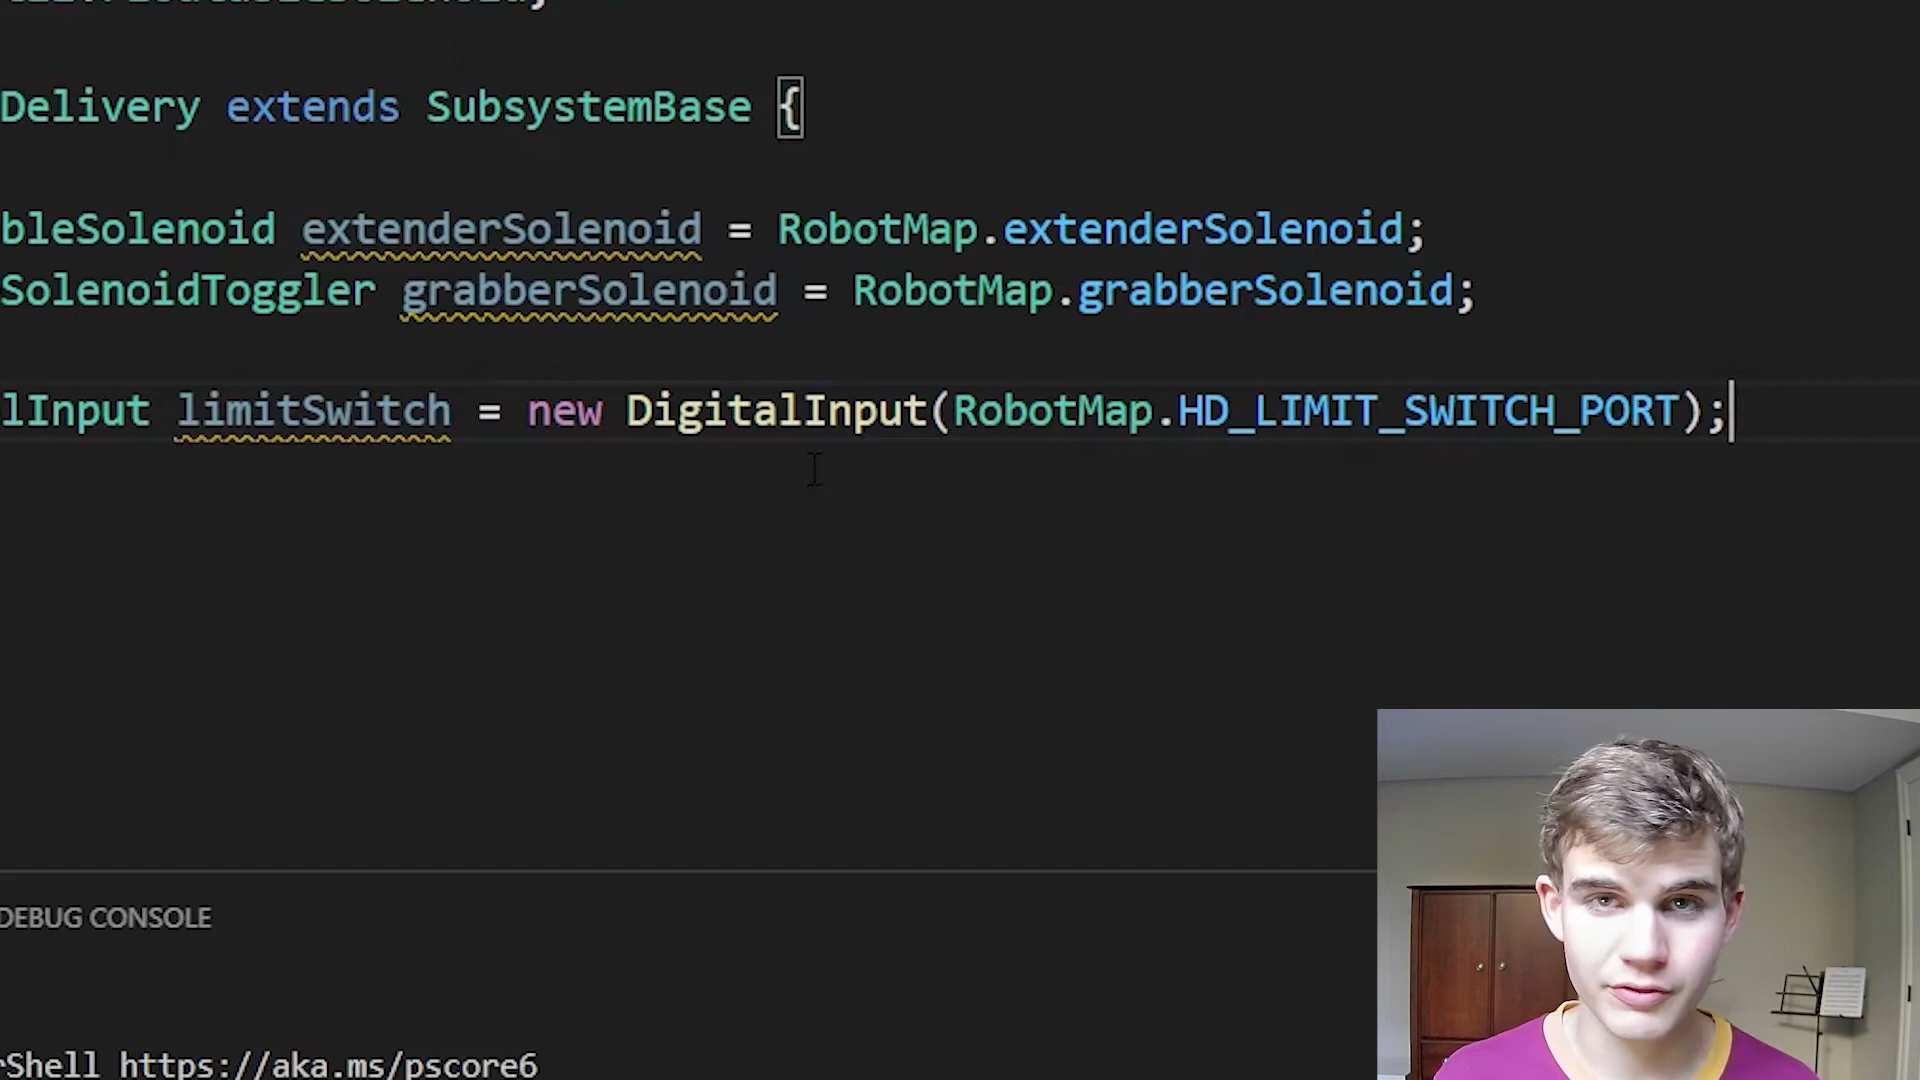 Delivery extends SubsystemBase {
bleSolenoid extenderSolenoid = RobotMap.extenderSolenoid;
SolenoidToggler grabberSolenoid = RobotMap.grabberSolenoid;
lInput limitSwitch = new DigitalInput(RobotMap.HD_LIMIT_SWITCH_PORT);
DEBUG CONSOLE
rShell https://aka.ms/pscore6